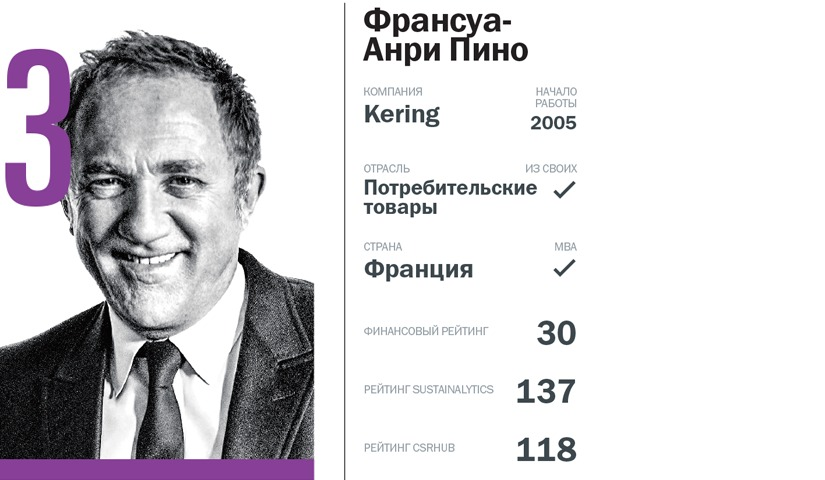 3
Франсуа-
Анри Пино
КОМПАНИЯ
Kering
НАЧАЛО
РАБОТЫ
2005
ОТРАСЛЬ
Потребительские
товары
ИЗ СВОИХ
СТРАНА
Франция
MBA
ФИНАНСОВЫЙ РЕЙТИНГ 30
РЕЙТИНГ SUSTAINALYTICS 137
РЕЙТИНГ CSRHUB 118